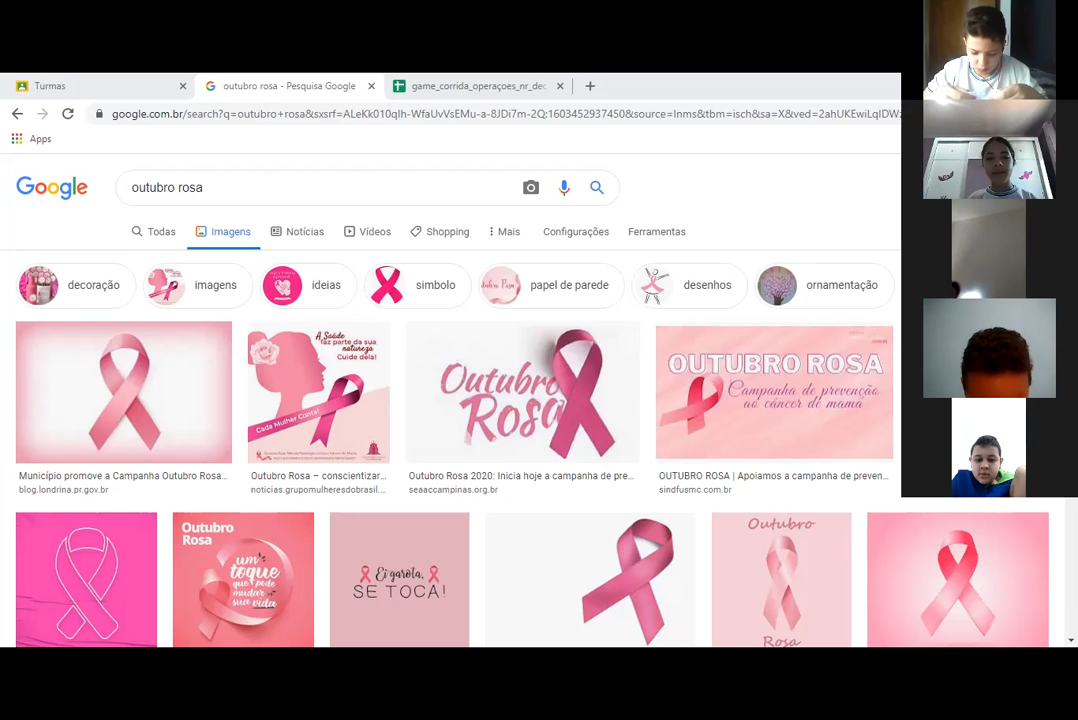 Turmas
outubro rosa - Pesquisa Google
game_corrida_operaçoes_nr_dec
google.com.br/search?q=outubro+rosa&sxsrf=ALeKk010qlh-WfaUvVsEMu-a-8JDi7m-2Q:1603452937450&source=lnms&tbm=isch&sa=X&ved=2ahUKEwiLqIDWz
Apps
Google
outubro rosa
Todas
Imagens
Notícias
Vídeos
Shopping
Mais
Configurações
Ferramentas
decoração
imagens
ideias
simbolo
papel de parede
desenhos
ornamentação
A Saúde
faz parte da sua
natureza
Cuide dela!
Cada Mulher Conta!
Outubro
Rosa
OUTUBRO ROSA
Campanha de prevenção
ao câncer de mama
Município promove a Campanha Outubro Rosa...
blog.londrina.pr.gov.br
Outubro Rosa – conscientizar...
noticias.grupomulheresdobrasil....
Outubro Rosa 2020: Inicia hoje a campanha de pre...
seaaccampinas.org.br
OUTUBRO ROSA | Apoiamos a campanha de preven...
sindfusmc.com.br
Outubro
Rosa
um
toque
que pode
mudar
sua vida
Ei garota,
SE TOCA!
Outubro
Rosa